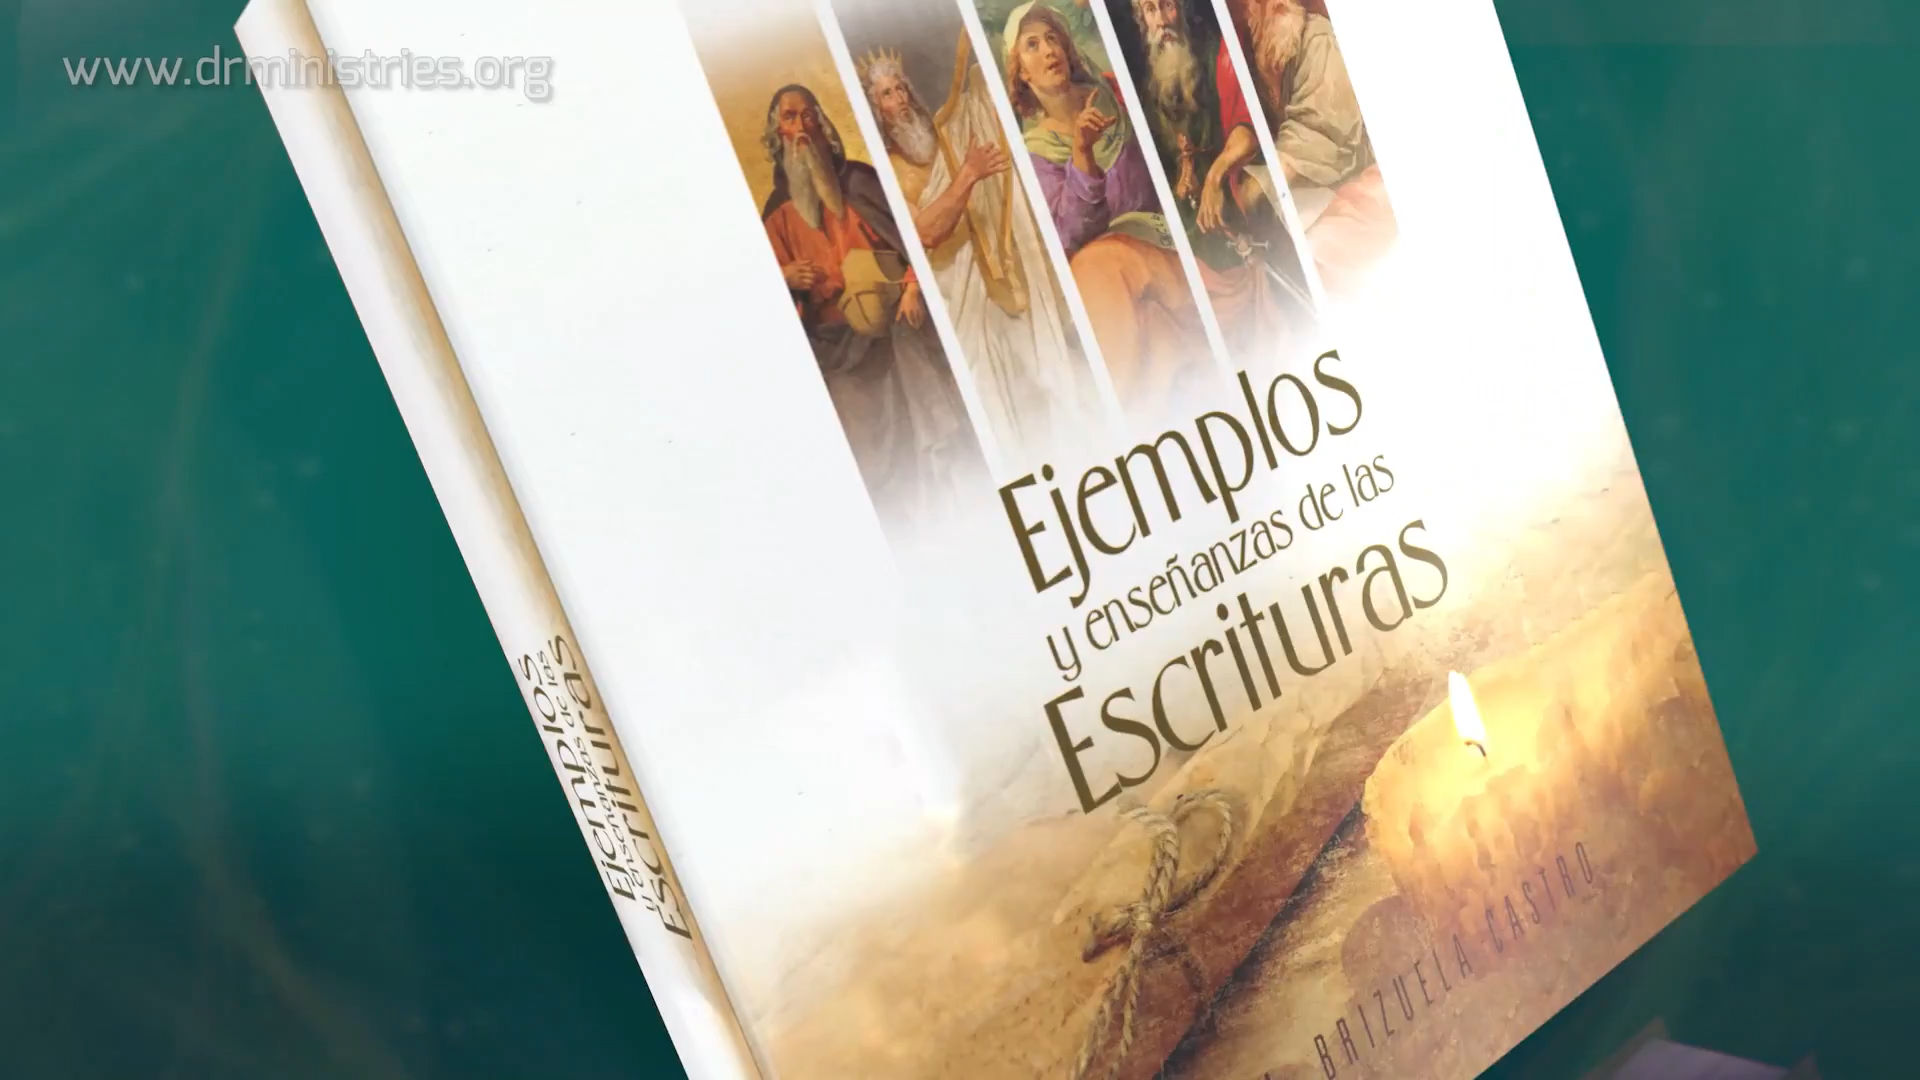 www.drministries.org
Ejemplos
y enseñanzas de las
Escrituras
BRIZUELA CASTRO
Ejemplos
y enseñanzas de las
Escrituras